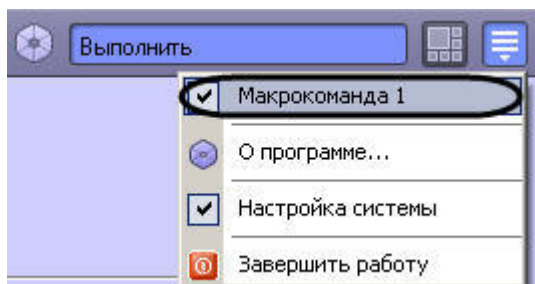 Выполнить
Макрокоманда 1
О программе...
Настройка системы
Завершить работу